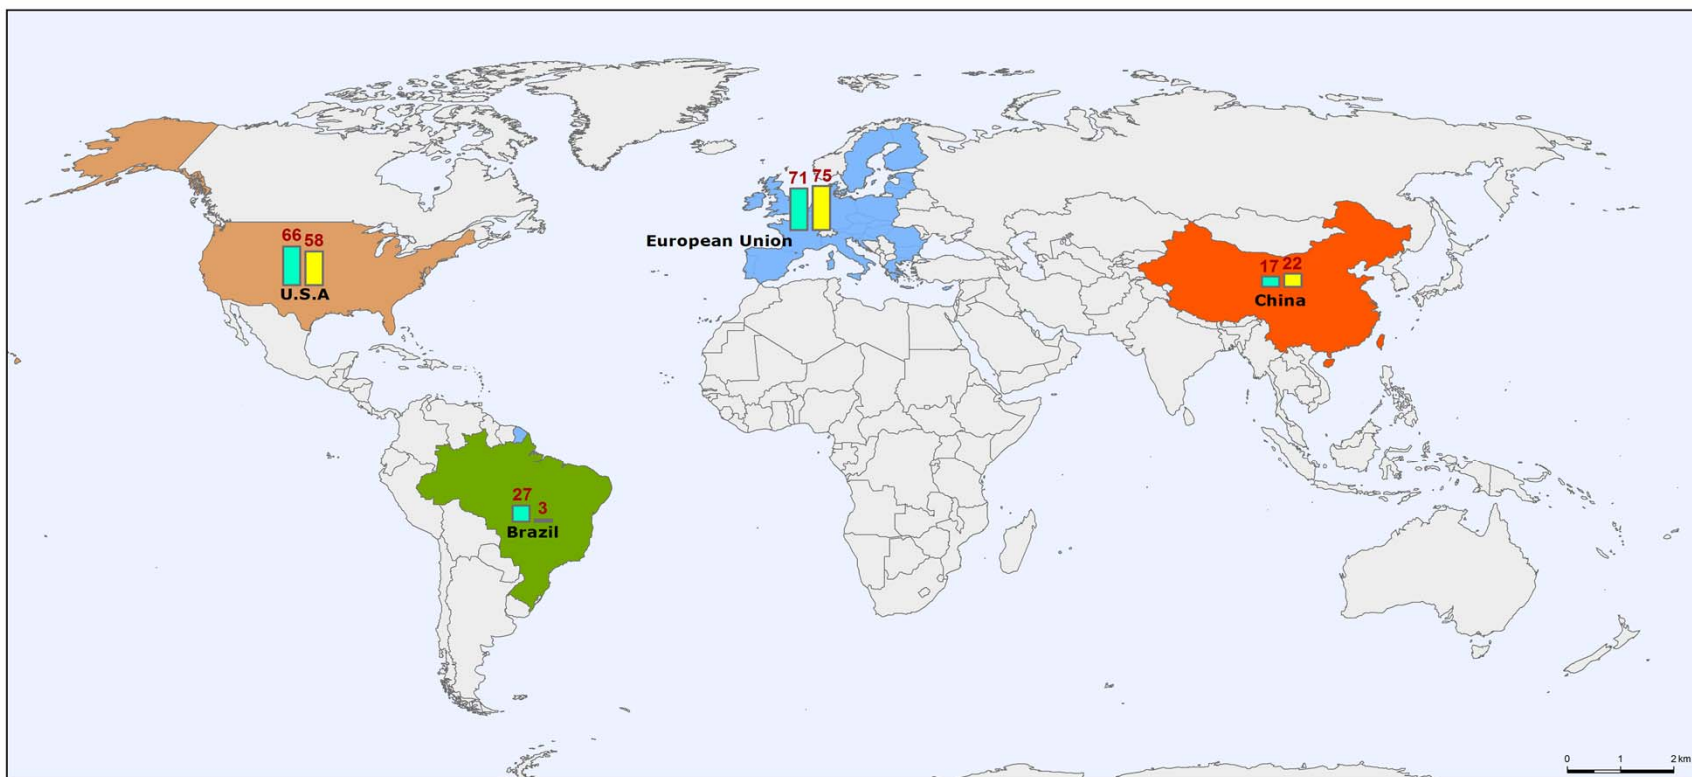 71 75
European Union
66 58
U.S.A
17 22
China
27 3
Brazil
0 1 2 km